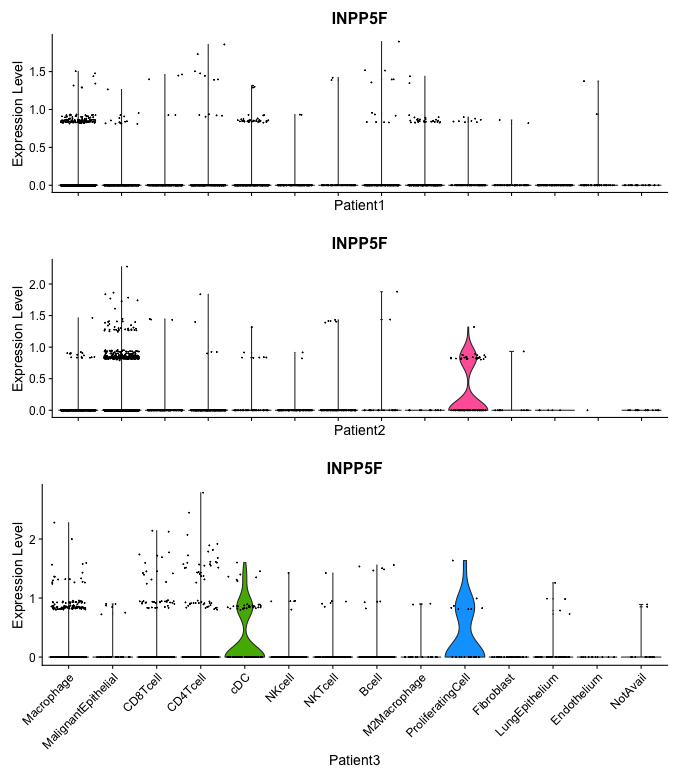 INPP5F
Expression Level
1.5
1.0
0.5
0.0
Patient1
INPP5F
Expression Level
2.0
1.5
1.0
0.5
0.0
Patient2
INPP5F
Expression Level
2
1
0
Macrophage
MalignantEpithelial
CD8Tcell
CD4Tcell
cDC
NKcell
NKTcell
Bcell
M2Macrophage
ProliferatingCell
Fibroblast
LungEpithelium
Endothelium
NotAvail
Patient3